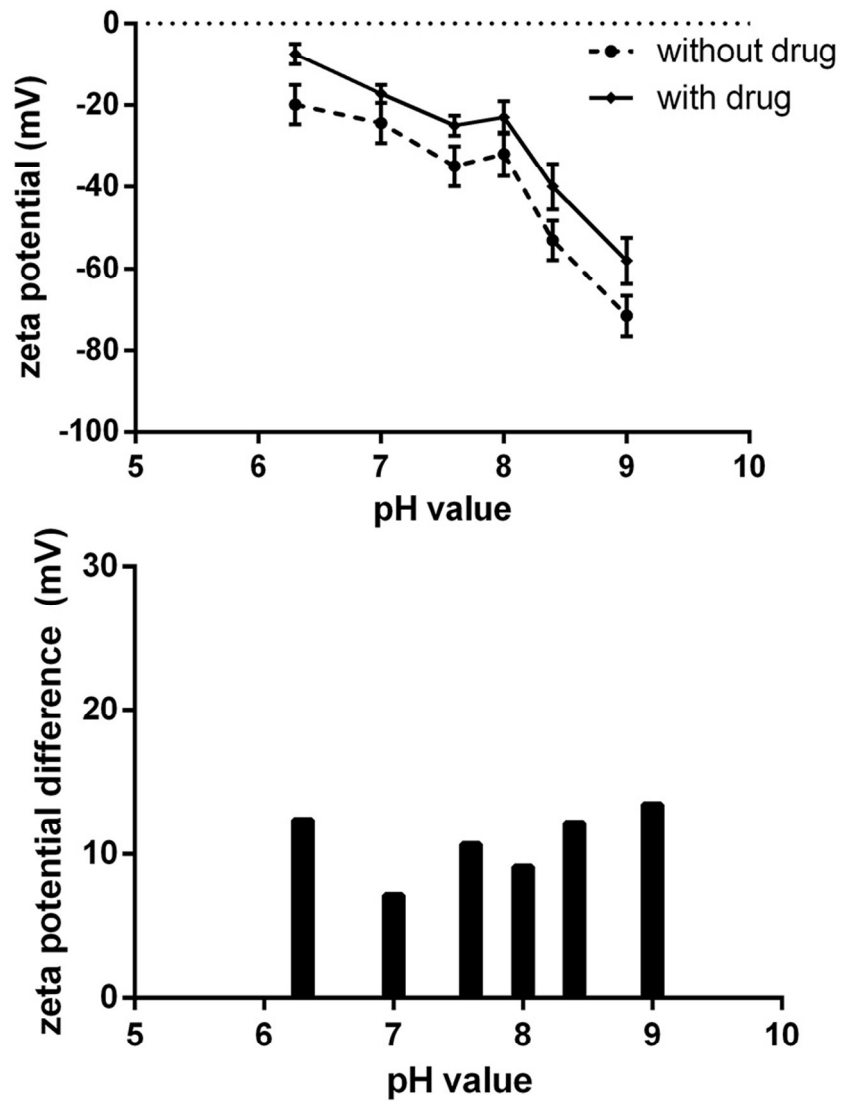 zeta potential (mV)
0
-20
-40
-60
-80
-100
without drug
with drug
5 6 7 8 9 10
pH value
zeta potential difference (mV)
30
20
10
0
5 6 7 8 9 10
pH value